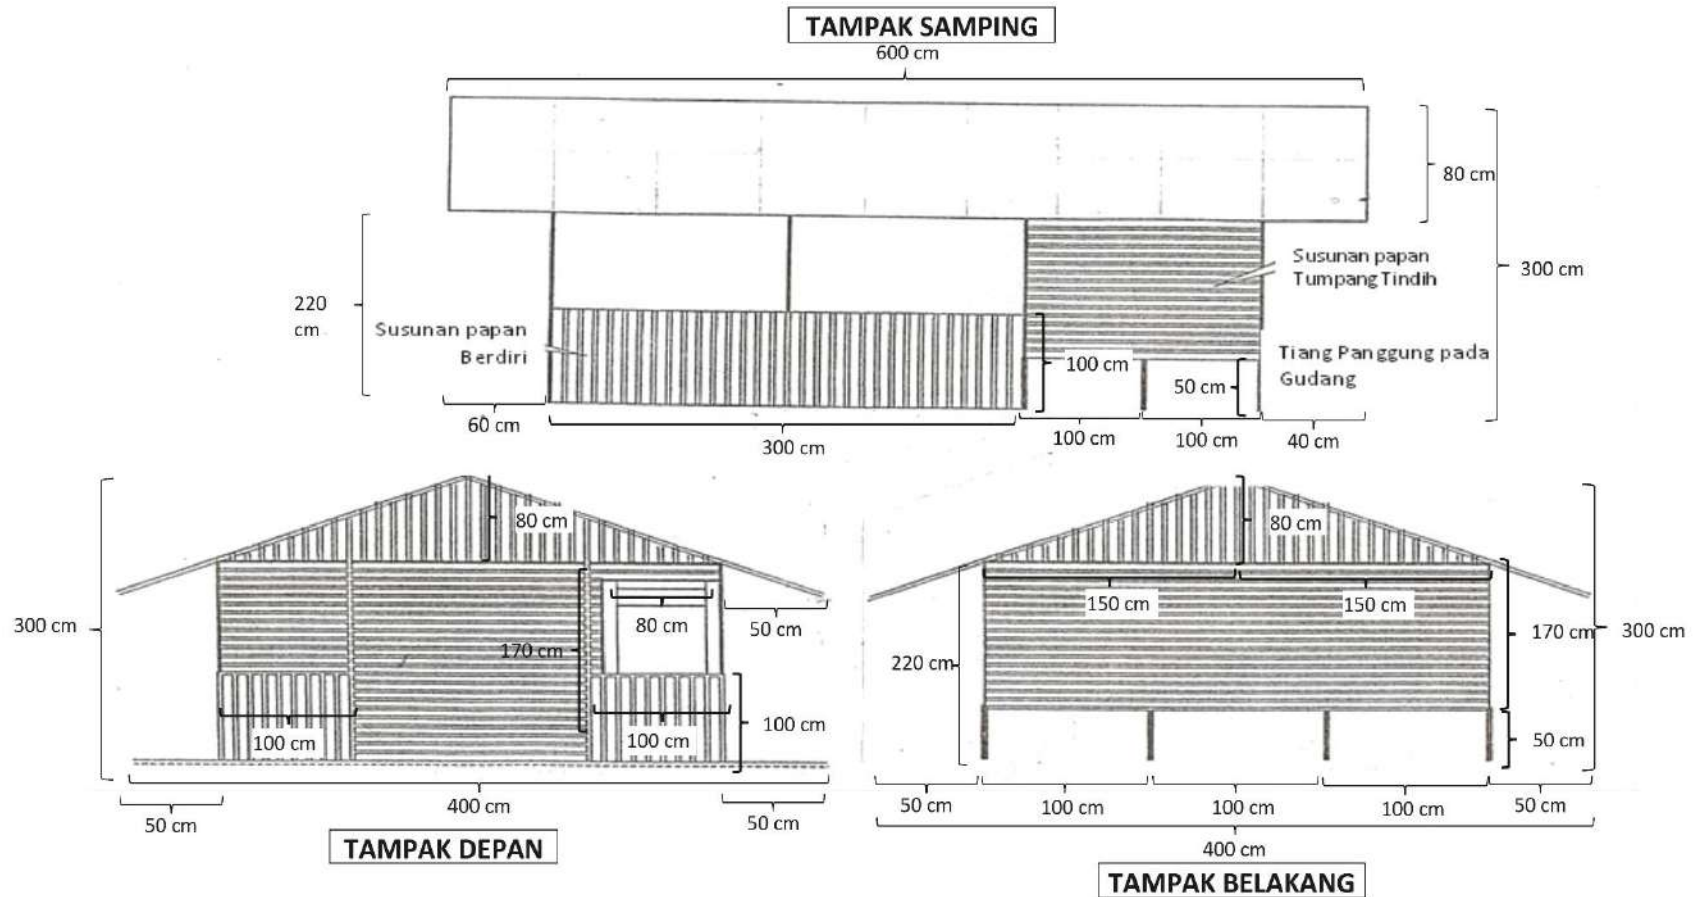 TAMPAK SAMPING
600 cm
80 cm
300 cm
220
cm
Susunan papan
Berdiri
Susunan papan
Tumpang Tindih
Tiang Panggung pada
Gudang
100 cm
50 cm
60 cm
300 cm
100 cm
100 cm
40 cm
80 cm
300 cm
170 cm
80 cm
50 cm
100 cm
100 cm
100 cm
50 cm
400 cm
50 cm
TAMPAK DEPAN
80 cm
150 cm
150 cm
170 cm
300 cm
220 cm
50 cm
50 cm
100 cm
100 cm
100 cm
50 cm
400 cm
TAMPAK BELAKANG